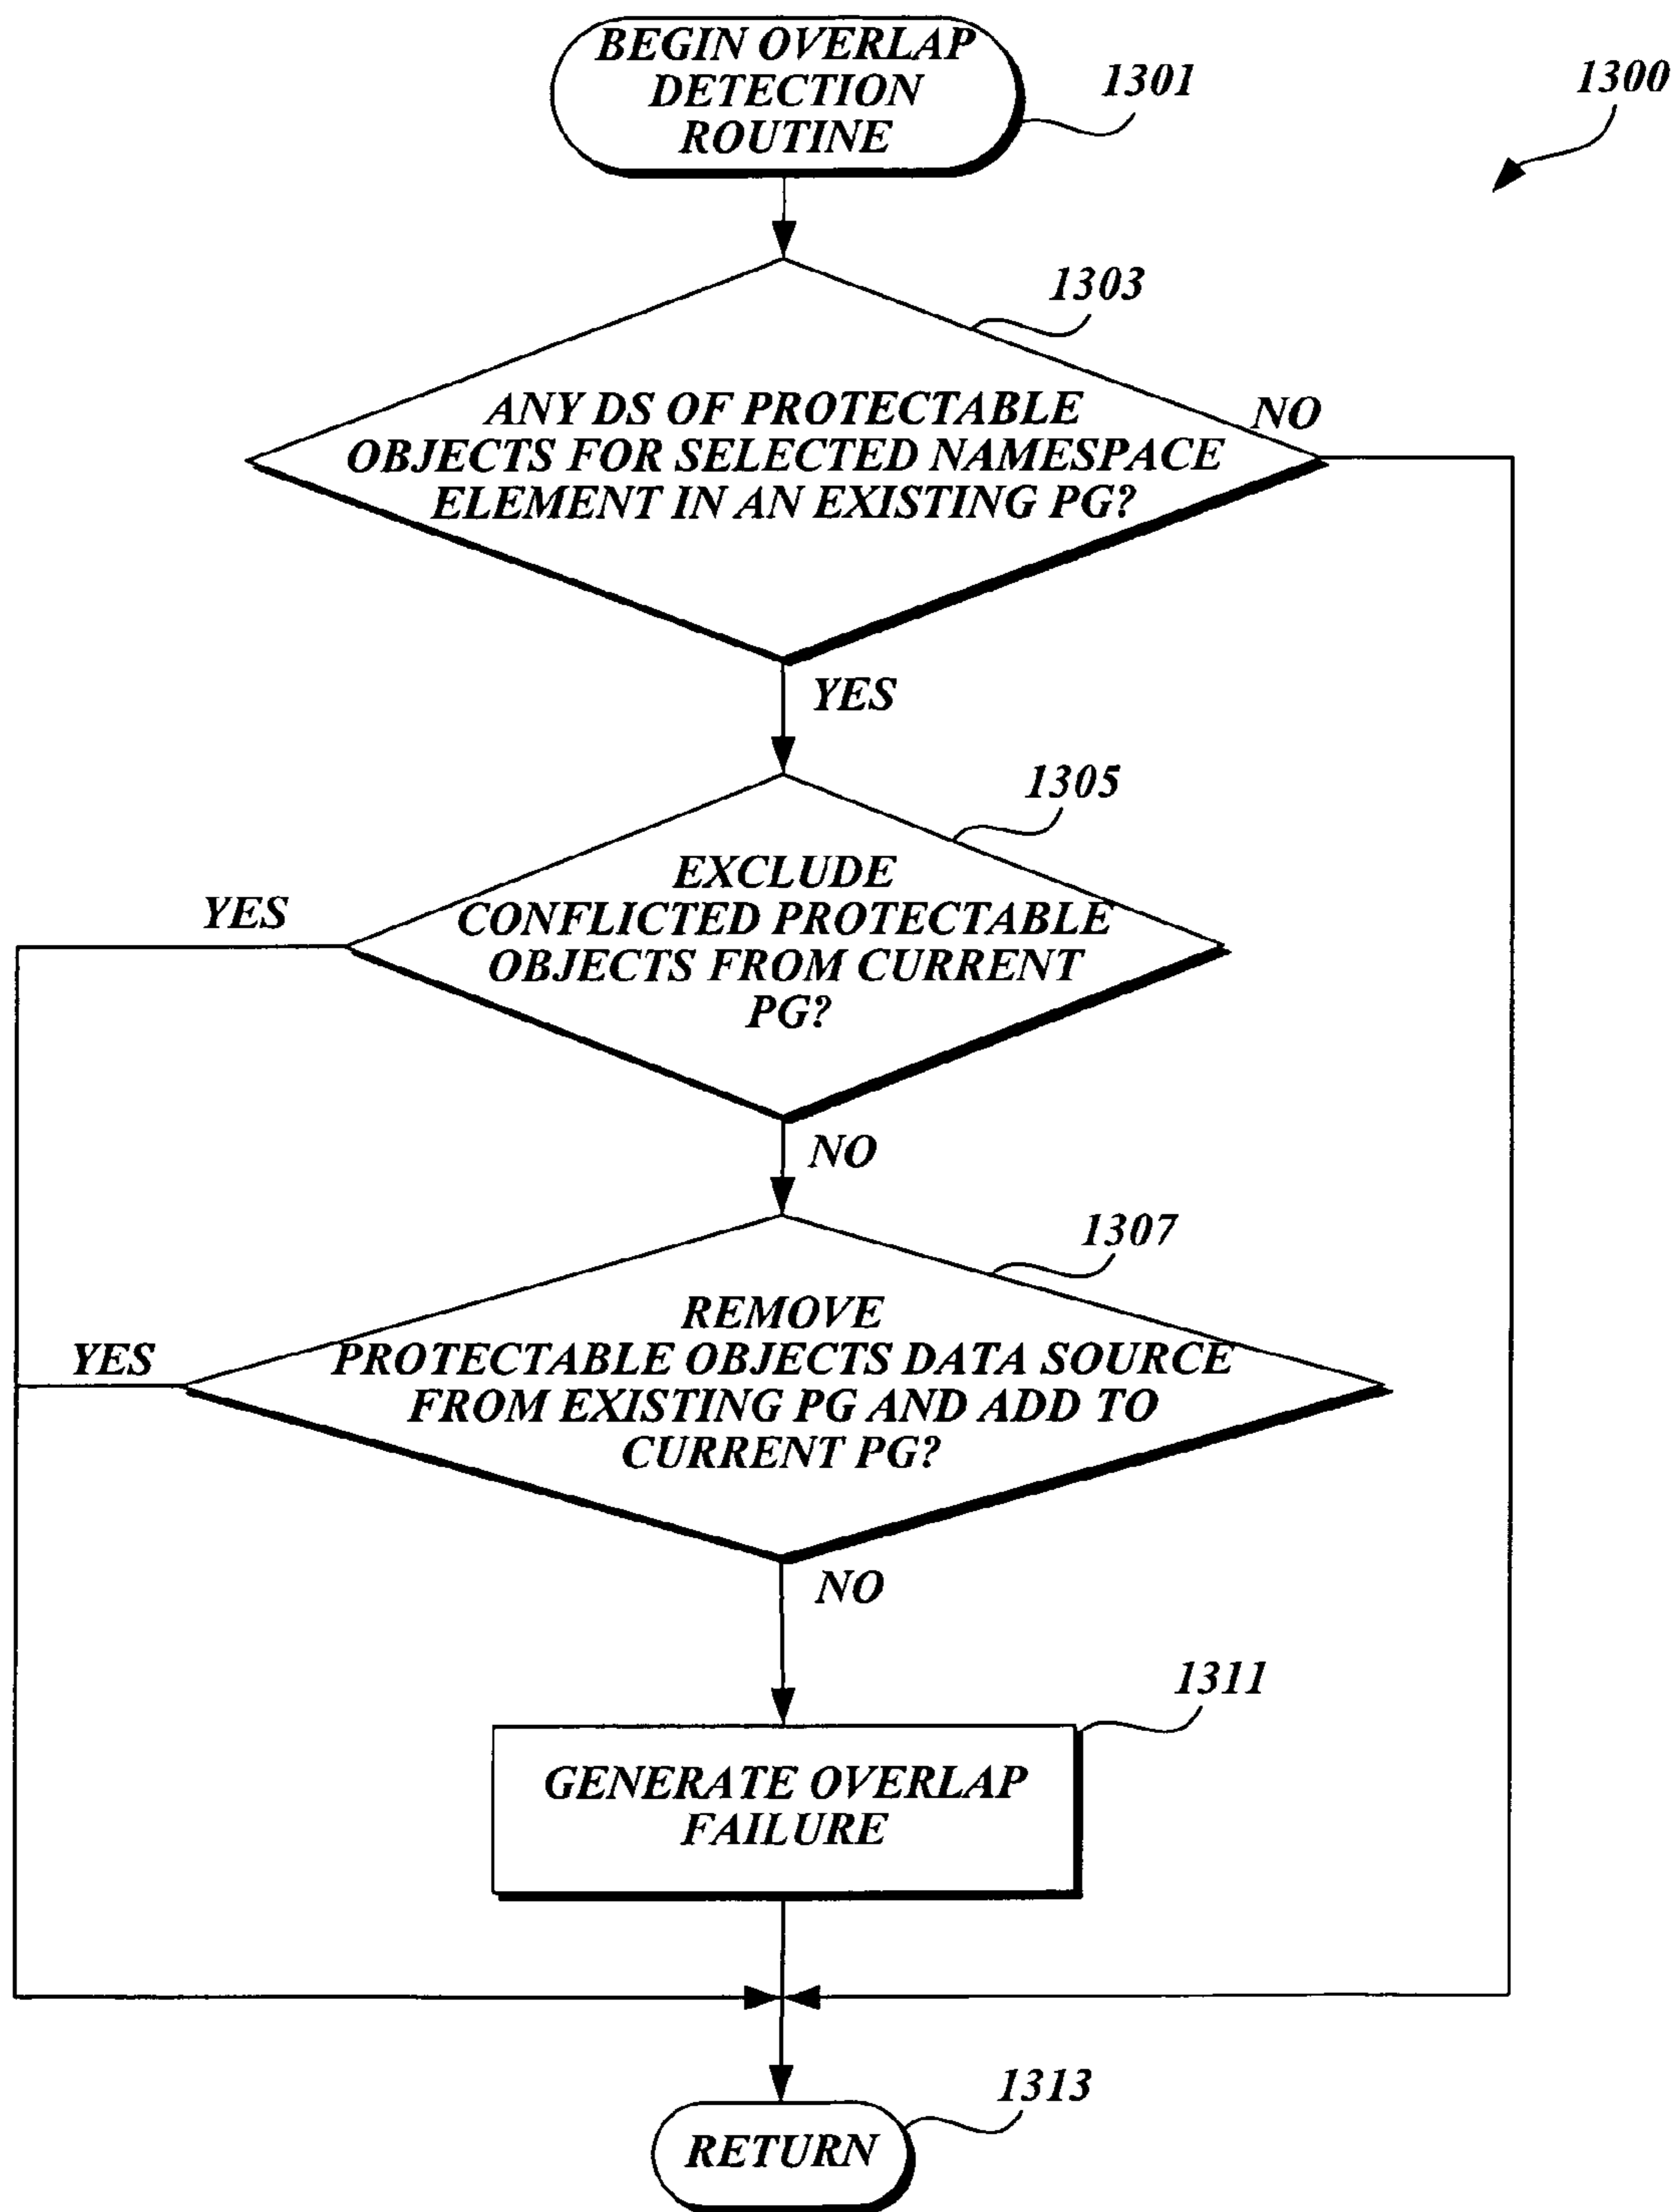 BEGIN OVERLAP
DETECTION
ROUTINE
1301
1300
1303
ANY DS OF PROTECTABLE
OBJECTS FOR SELECTED NAMESPACE
ELEMENT IN AN EXISTING PG?
NO
YES
1305
EXCLUDE
CONFLICTED PROTECTABLE
OBJECTS FROM CURRENT
PG?
YES
NO
1307
REMOVE
PROTECTABLE OBJECTS DATA SOURCE
FROM EXISTING PG AND ADD TO
CURRENT PG?
YES
NO
1311
GENERATE OVERLAP
FAILURE
1313
RETURN